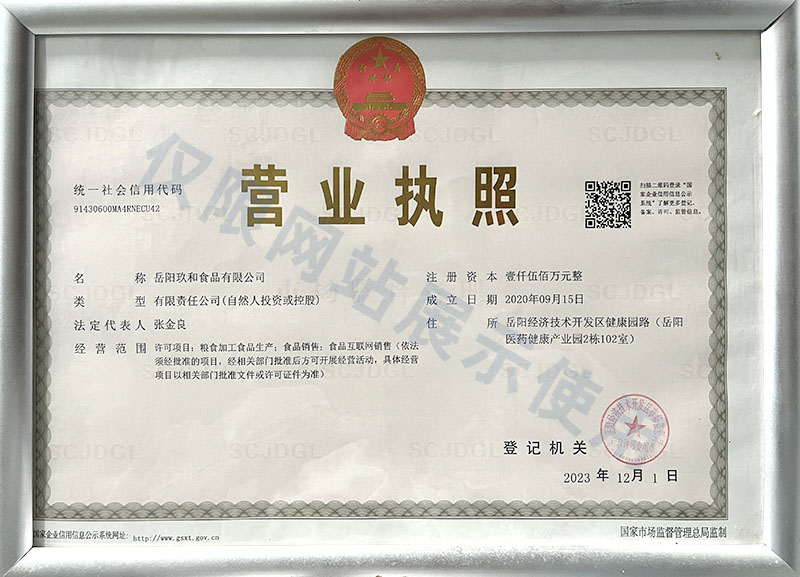 营业执照
统一社会信用代码
91430600MA4RNECU42
扫描二维码登录“国
家企业信用信息公示
系统”了解更多登记、
备案、许可、监管信息。
名 称 岳阳玖和食品有限公司
类 型 有限责任公司(自然人投资或控股)
法定代表人 张金良
经营范围 许可项目：粮食加工食品生产；食品销售；食品互联网销售（依法
须经批准的项目，经相关部门批准后方可开展经营活动，具体经营
项目以相关部门批准文件或许可证件为准）
注册资本 壹仟伍佰万元整
成立日期 2020年09月15日
住 所 岳阳经济技术开发区健康园路（岳阳
医药健康产业园2栋102室）
登记机关
2023 年 12月 1 日
国家企业信用信息公示系统网址：http://www.gsxt.gov.cn
国家市场监督管理总局监制
仅限网站展示使用
SCJDGL